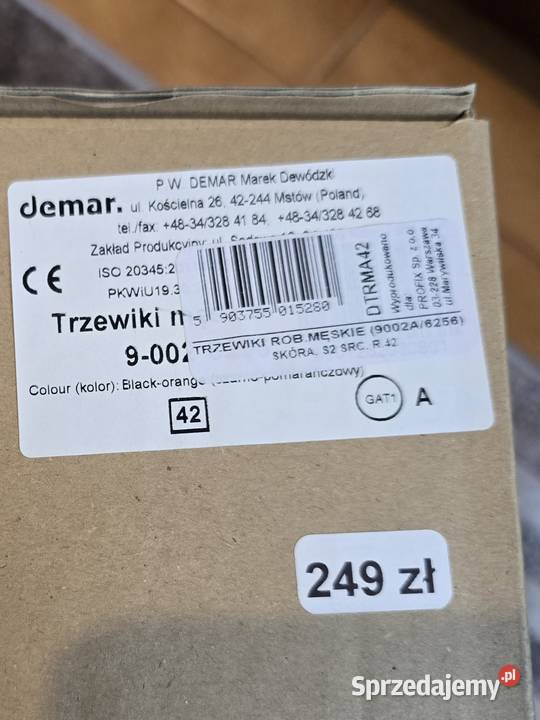 demar.
P.W. DEMAR Marek Dewódzki
ul. Kościelna 26, 42-244 Mstów (Poland)
tel./fax: +48-34/328 41 84, +48-34/328 42 68
Zakład Produkcyjny: ul.
CE
ISO 20345:2
PKWiU19.3
Trzewiki
9-002
Colour (kolor): Black-orange (czarno-pomarańczowy)
42
GAT1
A
5 903755 015280
DTRMA42
Wyprodukowano
dla
PROFIX Sp. z o.o.
03-228 Warszawa
ul. Marywilska 34
TRZEWIKI ROB.MĘSKIE (9002A/6256)
SKÓRA, S2 SRC, R.42
249 zł
Sprzedajemy.pl